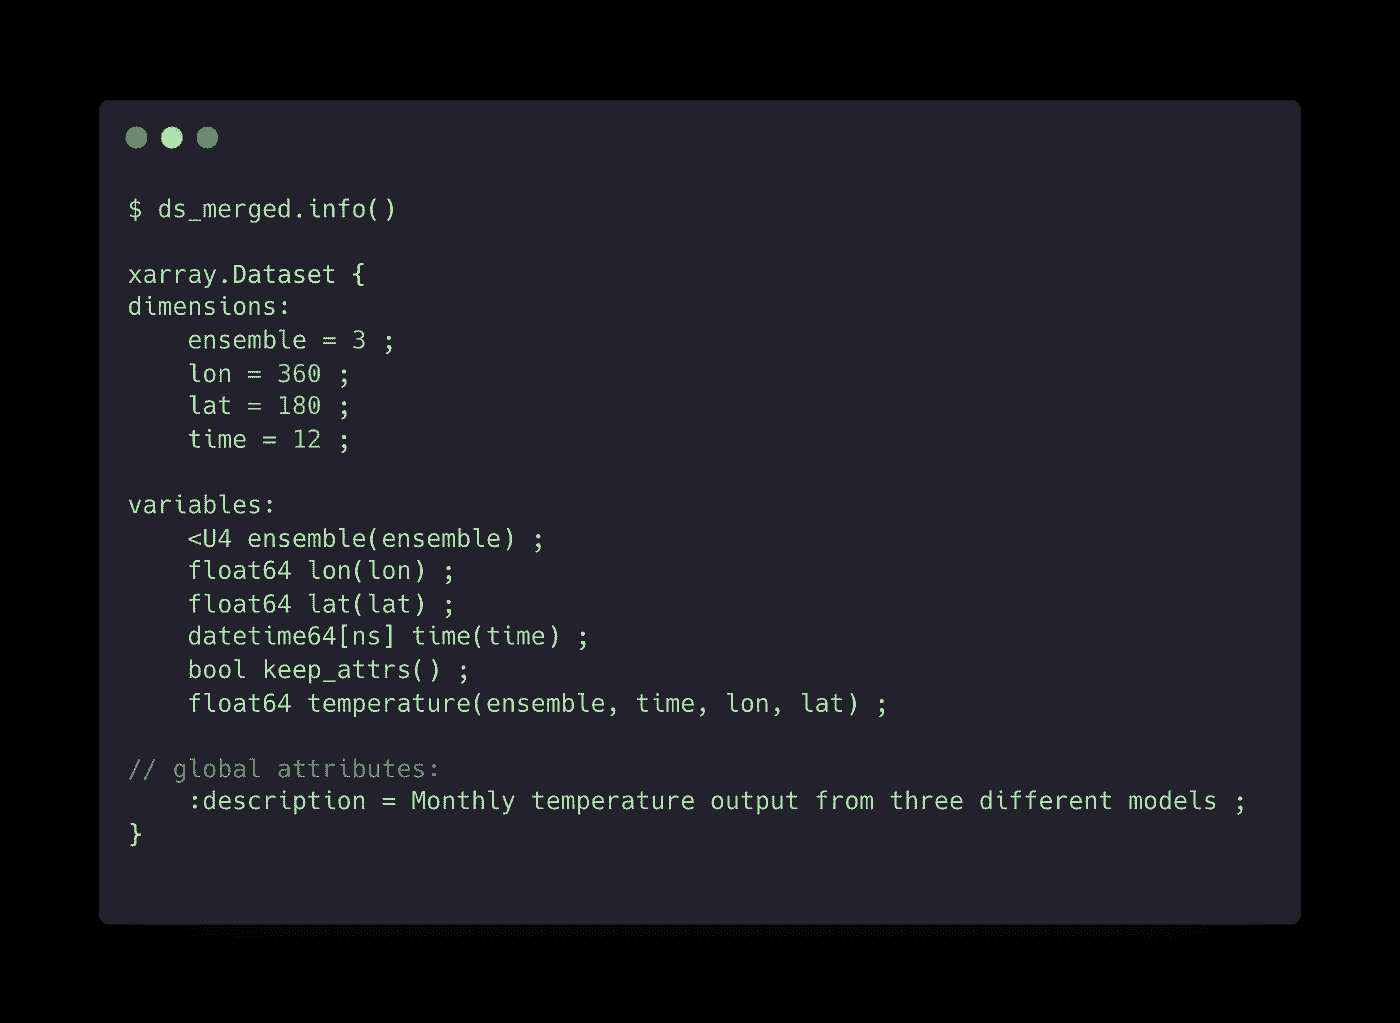 $ ds_merged.info()
xarray.Dataset {
dimensions:
    ensemble = 3 ;
    lon = 360 ;
    lat = 180 ;
    time = 12 ;
variables:
    <U4 ensemble(ensemble) ;
    float64 lon(lon) ;
    float64 lat(lat) ;
    datetime64[ns] time(time) ;
    bool keep_attrs() ;
    float64 temperature(ensemble, time, lon, lat) ;
// global attributes:
    :description = Monthly temperature output from three different models ;
}